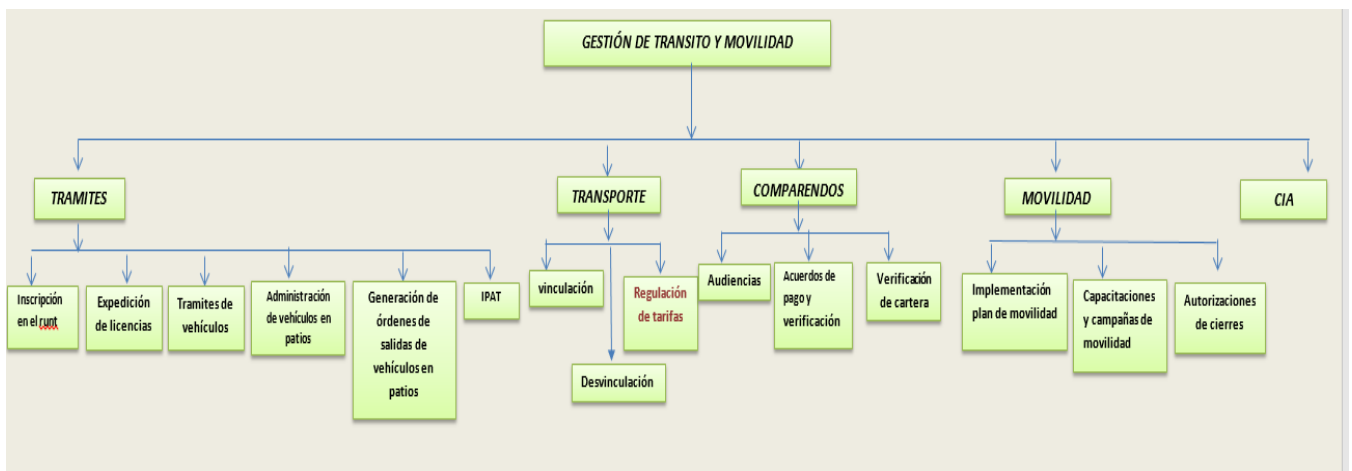 GESTIÓN DE TRANSITO Y MOVILIDAD
TRAMITES
TRANSPORTE
COMPARENDOS
MOVILIDAD
CIA
Inscripción
en el runt
Expedición
de licencias
Tramites de
vehículos
Administración
de vehículos en
patios
Generación de
órdenes de
salidas de
vehículos en
patios
IPAT
vinculación
Desvinculación
Regulación
de tarifas
Audiencias
Acuerdos de
pago y
verificación
Verificación
de cartera
Implementación
plan de movilidad
Capacitaciones
y campañas de
movilidad
Autorizaciones
de cierres